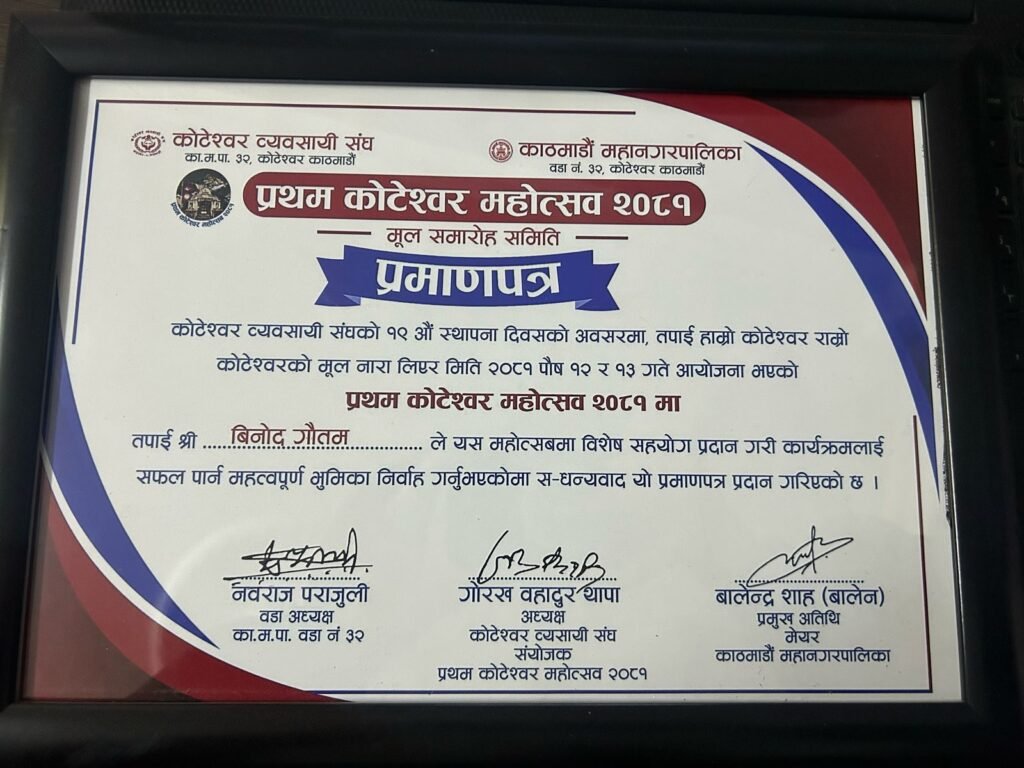 कोटेश्वर व्यवसायी संघ
का.म.पा. ३२, कोटेश्वर काठमाडौं
काठमाडौं महानगरपालिका
वडा नं. ३२, कोटेश्वर काठमाडौं
प्रथम कोटेश्वर महोत्सव २०८१
मूल समारोह समिति
प्रमाणपत्र
कोटेश्वर व्यवसायी संघको १९ औं स्थापना दिवसको अवसरमा, तपाई हाम्रो कोटेश्वर राम्रो
कोटेश्वरको मूल नारा लिएर मिति २०८१ पौष १२ र १३ गते आयोजना भएको
प्रथम कोटेश्वर महोत्सव २०८१ मा
तपाई श्री ..... बिनोद गौतम ..... ले यस महोत्सबमा विशेष सहयोग प्रदान गरी कार्यक्रमलाई
सफल पार्न महत्वपूर्ण भुमिका निर्वाह गर्नुभएकोमा स-धन्यवाद यो प्रमाणपत्र प्रदान गरिएको छ ।
नवराज पराजुली
वडा अध्यक्ष
का.म.पा. वडा नं ३२
गोरख वहादुर थापा
अध्यक्ष
कोटेश्वर व्यवसायी संघ
संयोजक
प्रथम कोटेश्वर महोत्सव २०८१
बालेन्द्र शाह (बालेन)
प्रमुख अतिथि
मेयर
काठमाडौं महानगरपालिका